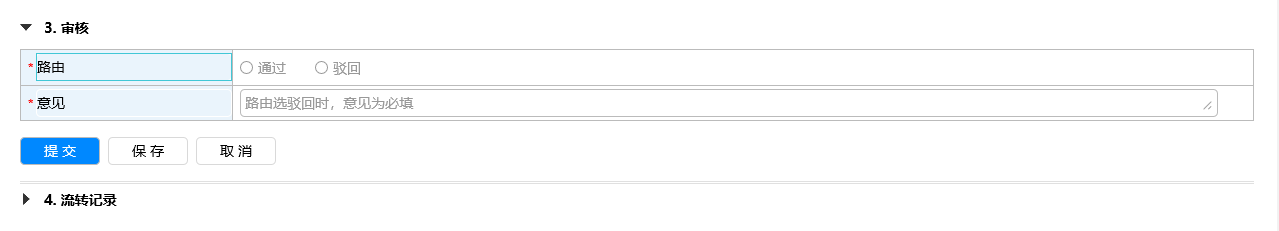 3. 审核
*路由 通过 驳回
*意见 路由选驳回时，意见为必填
提 交 保 存 取 消
4. 流转记录